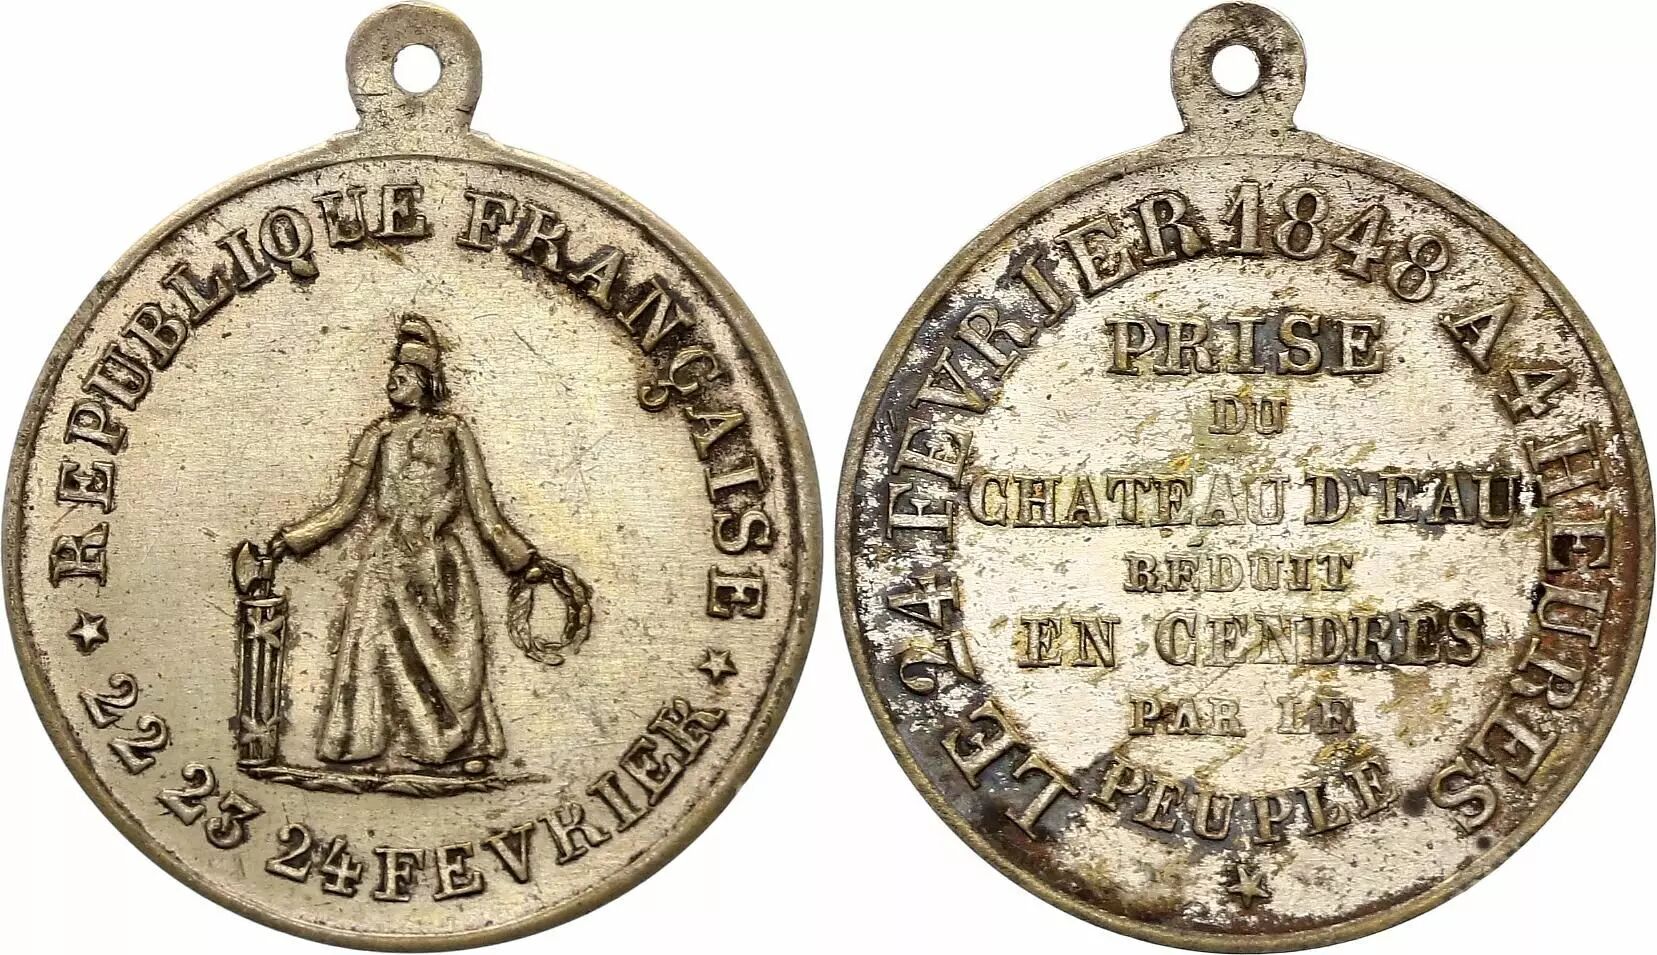 REPUBLIQUE FRANÇAISE
22 23 24 FEVRIER
LE 24 FEVRIER 1848 A 4 HEURES
PRISE
DU
CHATEAU D'EAU
REDUIT
EN CENDRES
PAR LE
PEUPLE